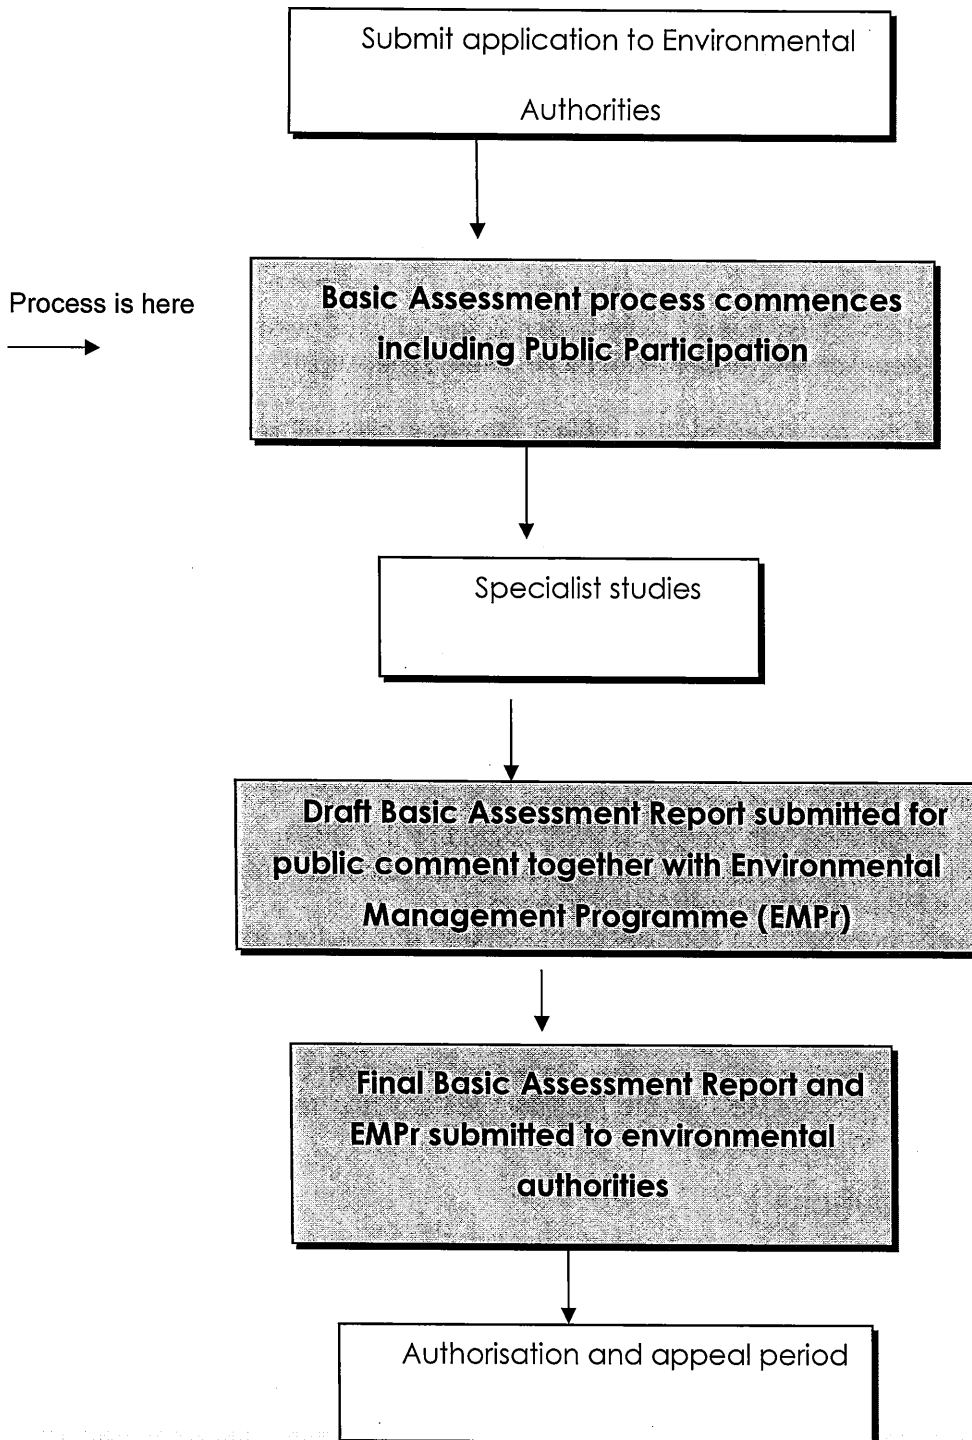 Submit application to Environmental
Authorities
Process is here
Basic Assessment process commences
including Public Participation
Specialist studies
Draft Basic Assessment Report submitted for
public comment together with Environmental
Management Programme (EMPr)
Final Basic Assessment Report and
EMPr submitted to environmental
authorities
Authorisation and appeal period